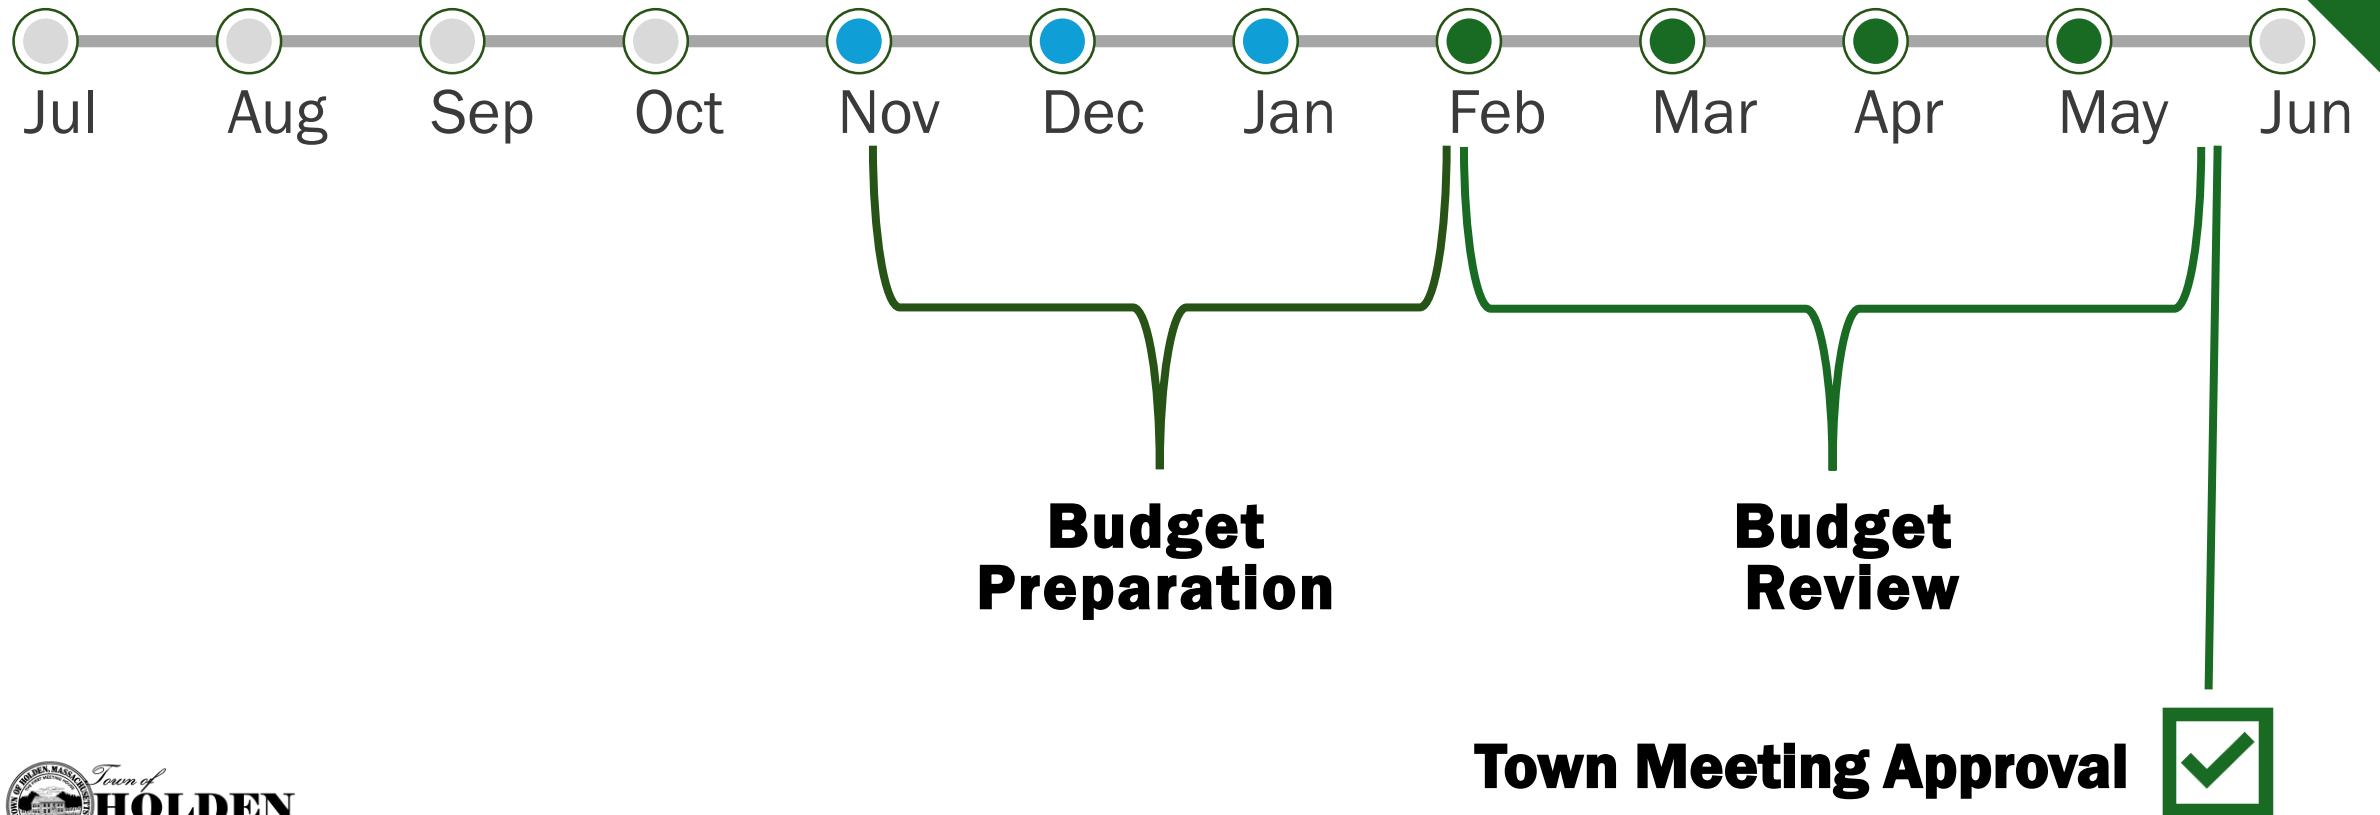 Jul Aug Sep Oct Nov Dec Jan Feb Mar Apr May Jun
Budget
Preparation
Budget
Review
Town Meeting Approval
Town of
HOLDEN